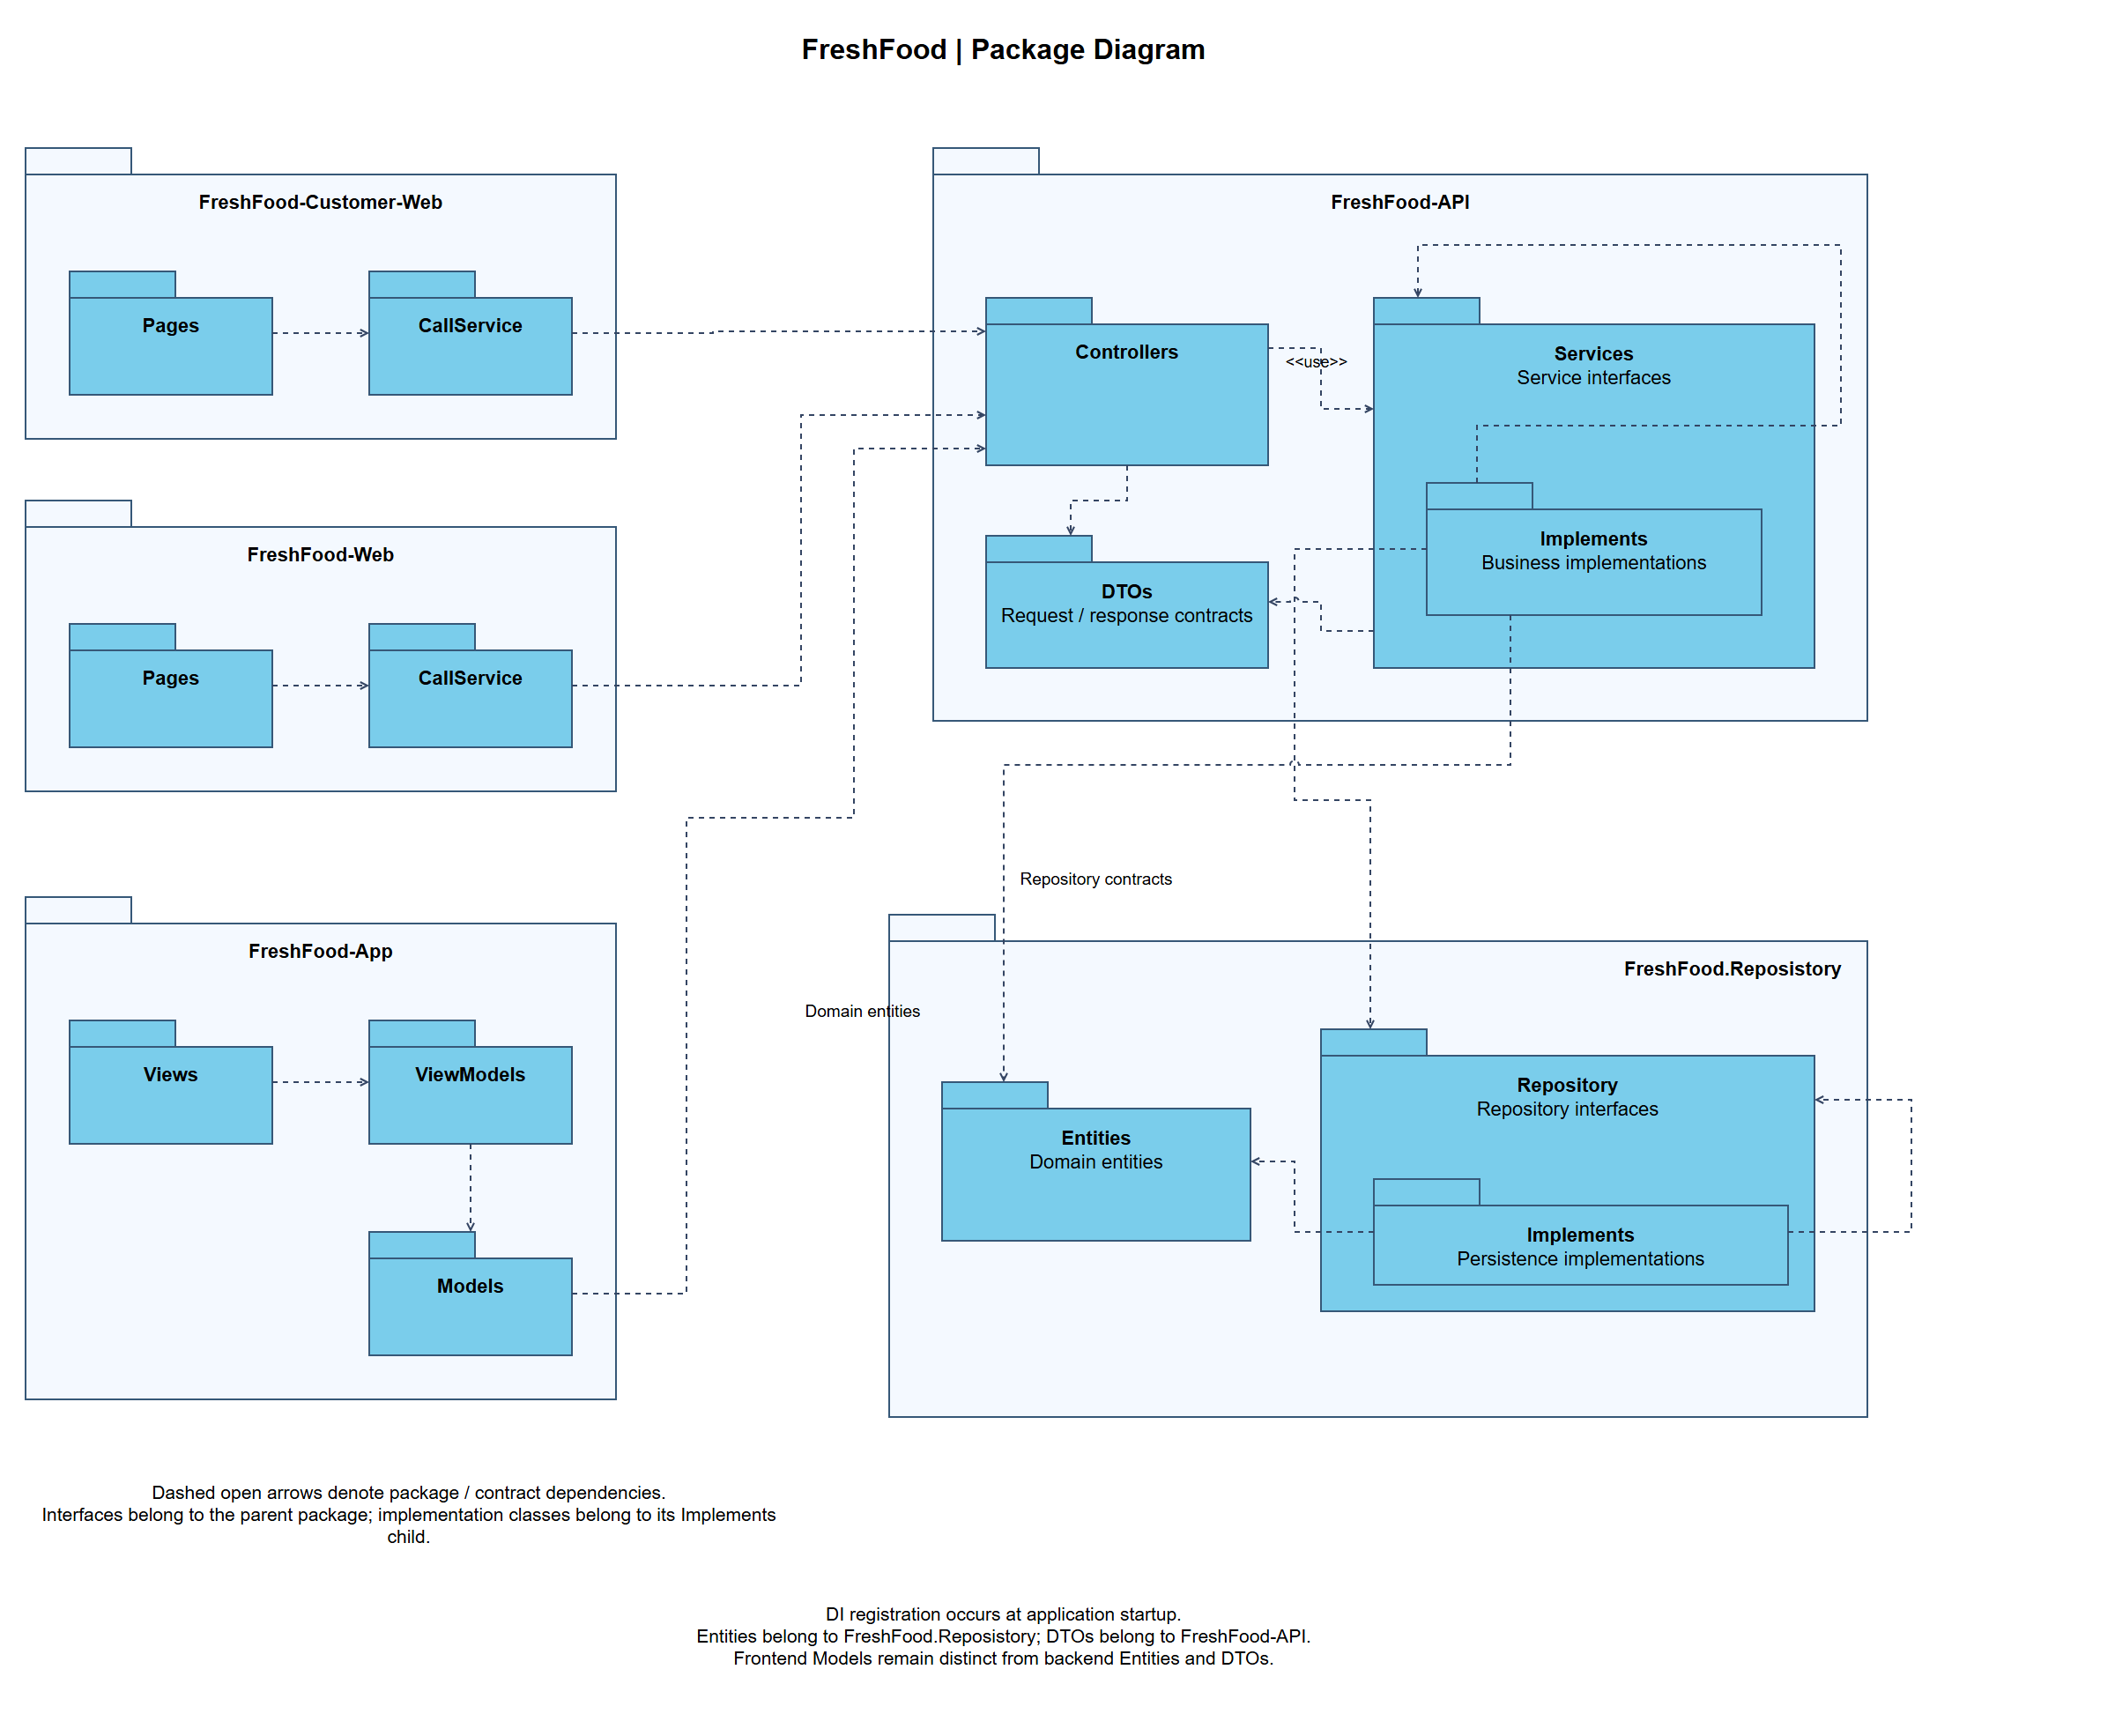 FreshFood | Package Diagram
FreshFood-Customer-Web
Pages
CallService
FreshFood-API
Controllers
<<use>>
Services
Service interfaces
Implements
Business implementations
DTOs
Request / response contracts
FreshFood-Web
Pages
CallService
FreshFood-App
Views
ViewModels
Models
Repository contracts
Domain entities
FreshFood.Reposistory
Entities
Domain entities
Repository
Repository interfaces
Implements
Persistence implementations
Dashed open arrows denote package / contract dependencies.
Interfaces belong to the parent package; implementation classes belong to its Implements
child.
DI registration occurs at application startup.
Entities belong to FreshFood.Reposistory; DTOs belong to FreshFood-API.
Frontend Models remain distinct from backend Entities and DTOs.